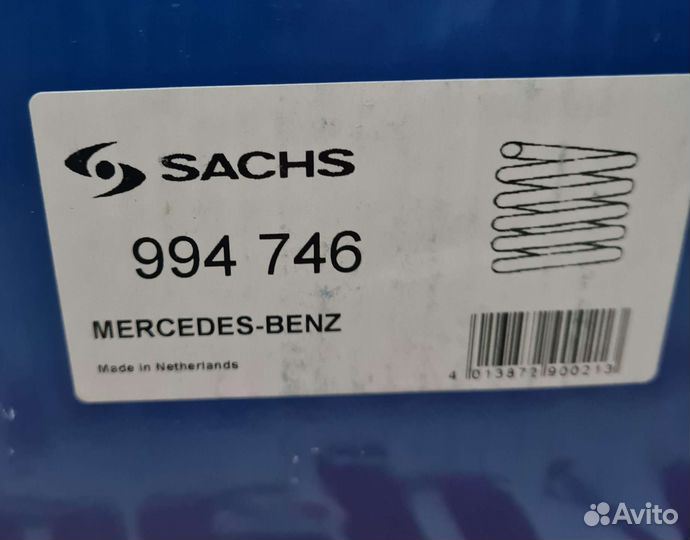 SACHS
994 746
MERCEDES-BENZ
Made in Netherlands
4 013872 900213
Avito